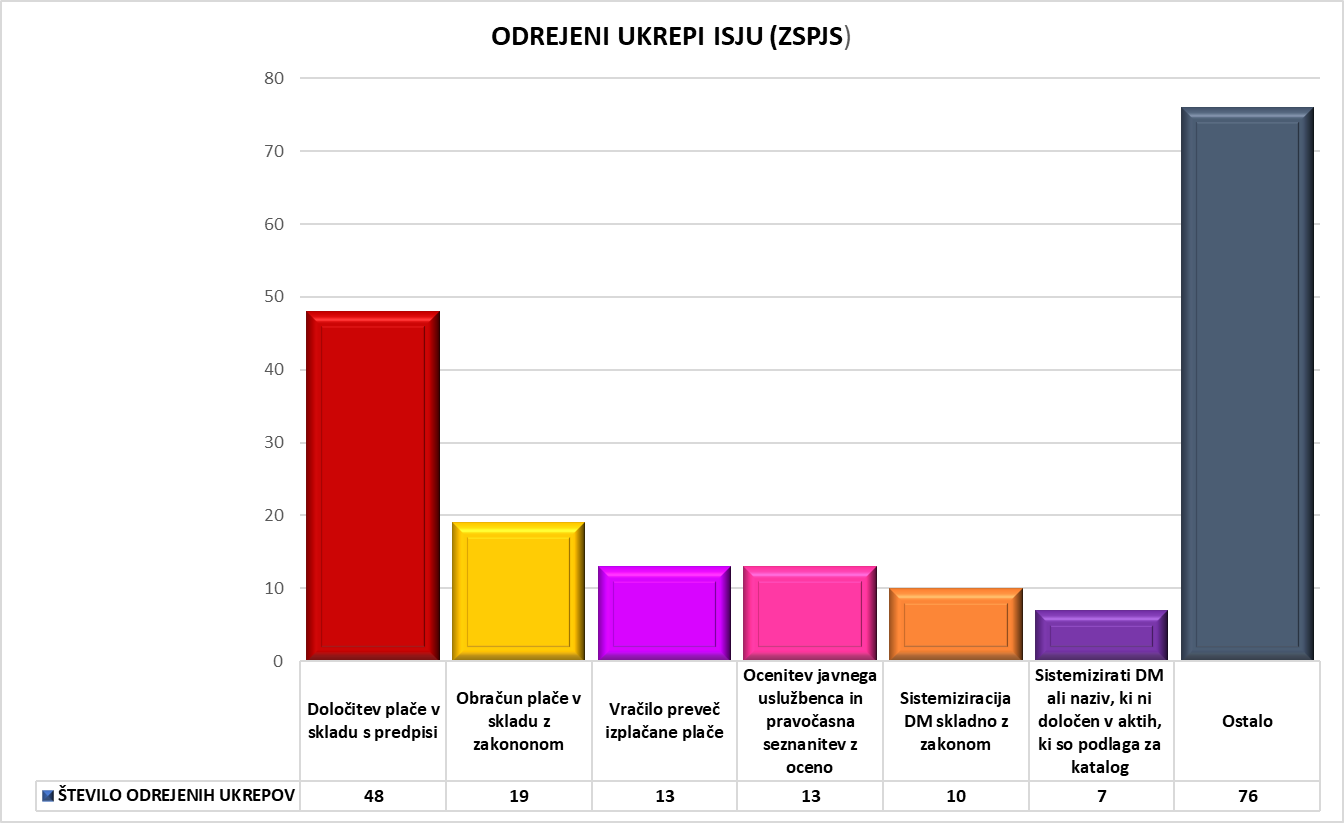 ODREJENI UKREPI ISJU (ZSPJS)
80
70
60
50
40
30
20
10
0
Določitev plače v
skladu s predpisi
Obračun plače v
skladu z
zakononom
Vračilo preveč
izplačane plače
Ocenitev javnega
uslužbenca in
pravočasna
seznanitev z
oceno
Sistemiziracija
DM skladno z
zakonom
Sistemizirati DM
ali naziv, ki ni
določen v aktih,
ki so podlaga za
katalog
Ostalo
ŠTEVILO ODREJENIH UKREPOV 48 19 13 13 10 7 76